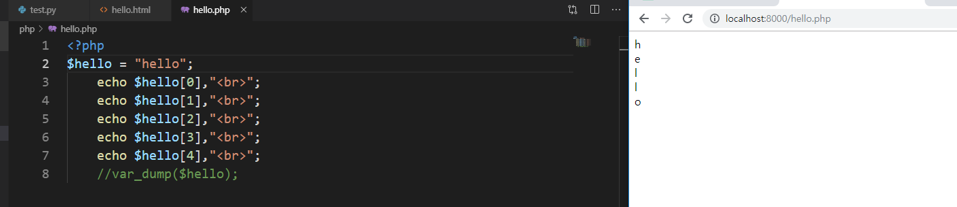 test.py hello.html hello.php
localhost:8000/hello.php
php > hello.php
1 <?php
2 $hello = "hello";
3 echo $hello[0],"<br>";
4 echo $hello[1],"<br>";
5 echo $hello[2],"<br>";
6 echo $hello[3],"<br>";
7 echo $hello[4],"<br>";
8 //var_dump($hello);
h
e
l
l
o